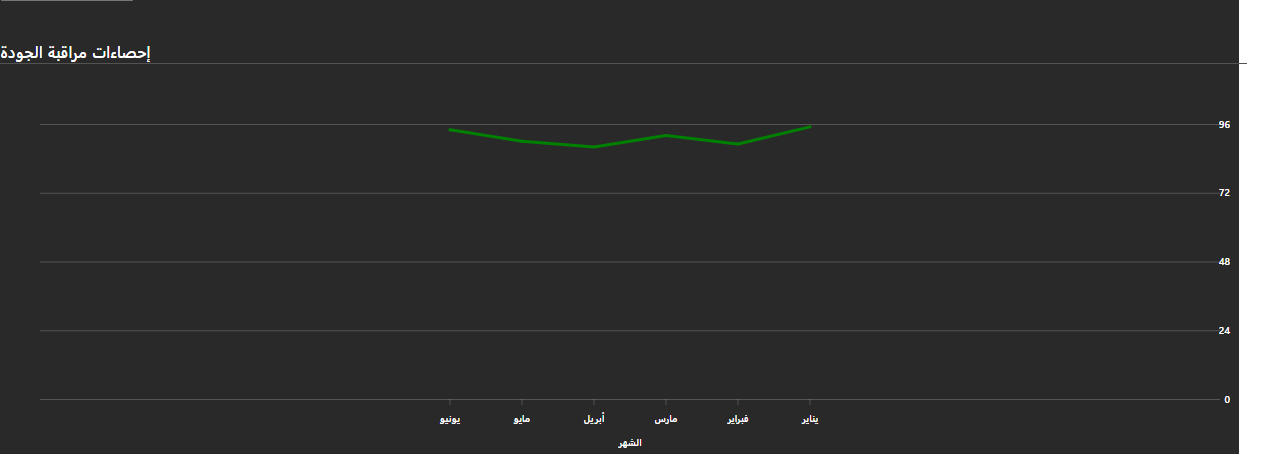 إحصاءات مراقبة الجودة
96
72
48
24
0
يناير فبراير مارس أبريل مايو يونيو
الشهر